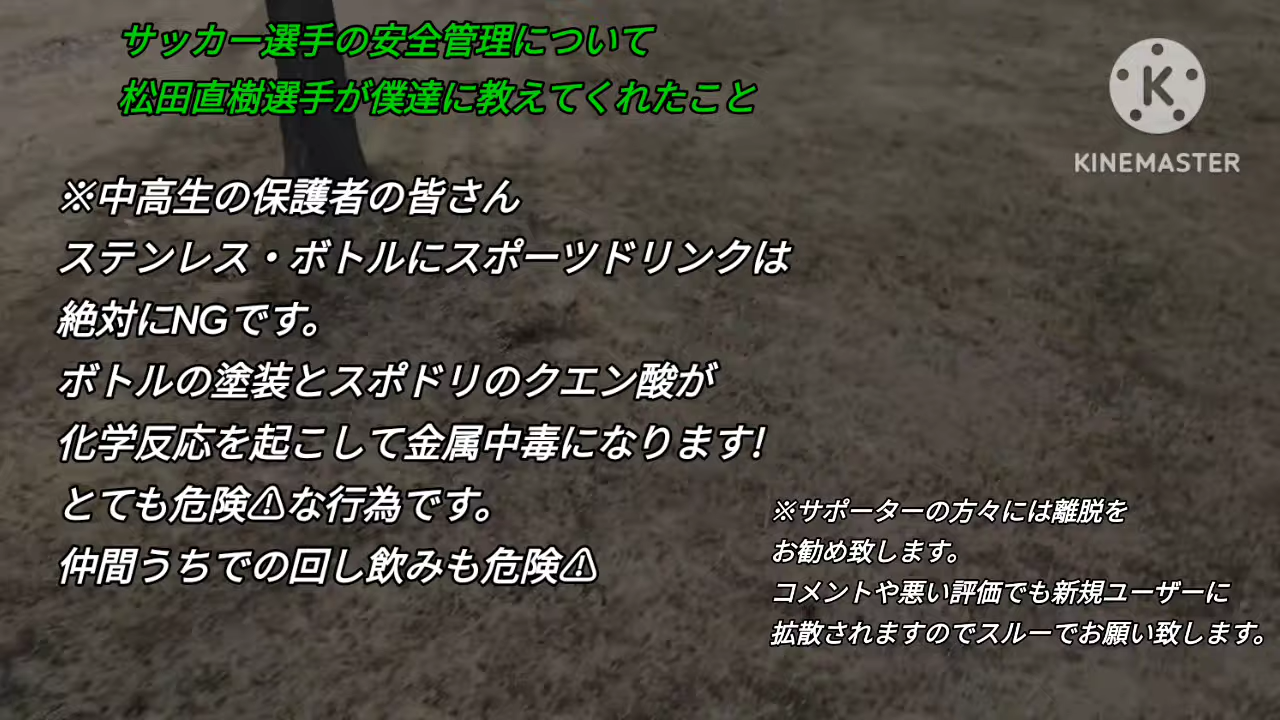 サッカー選手の安全管理について
松田直樹選手が僕達に教えてくれたこと
K
KINEMASTER
※中高生の保護者の皆さん
ステンレス・ボトルにスポーツドリンクは
絶対にNGです。
ボトルの塗装とスポドリのクエン酸が
化学反応を起こして金属中毒になります!
とても危険⚠な行為です。
仲間うちでの回し飲みも危険⚠
※サポーターの方々には離脱を
お勧め致します。
コメントや悪い評価でも新規ユーザーに
拡散されますのでスルーでお願い致します。